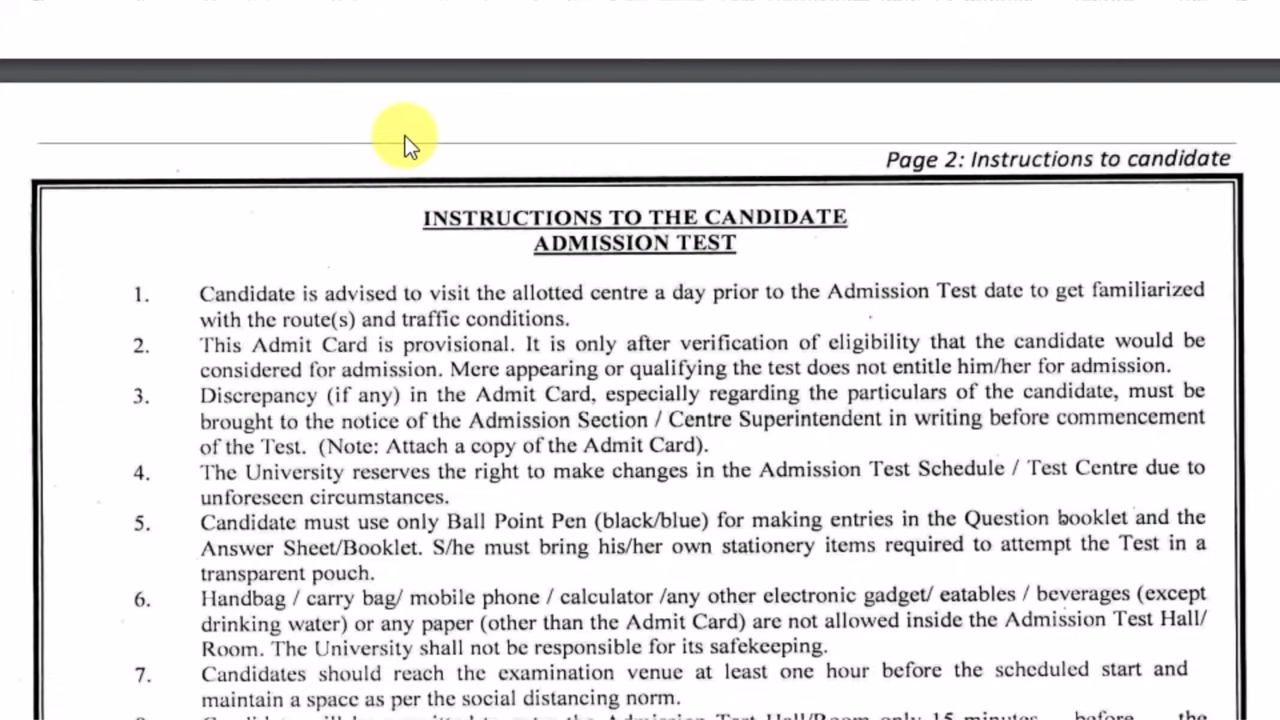 Page 2: Instructions to candidate
INSTRUCTIONS TO THE CANDIDATE
ADMISSION TEST
1. Candidate is advised to visit the allotted centre a day prior to the Admission Test date to get familiarized
with the route(s) and traffic conditions.
2. This Admit Card is provisional. It is only after verification of eligibility that the candidate would be
considered for admission. Mere appearing or qualifying the test does not entitle him/her for admission.
3. Discrepancy (if any) in the Admit Card, especially regarding the particulars of the candidate, must be
brought to the notice of the Admission Section / Centre Superintendent in writing before commencement
of the Test. (Note: Attach a copy of the Admit Card).
4. The University reserves the right to make changes in the Admission Test Schedule / Test Centre due to
unforeseen circumstances.
5. Candidate must use only Ball Point Pen (black/blue) for making entries in the Question booklet and the
Answer Sheet/Booklet. S/he must bring his/her own stationery items required to attempt the Test in a
transparent pouch.
6. Handbag / carry bag/ mobile phone / calculator /any other electronic gadget/ eatables / beverages (except
drinking water) or any paper (other than the Admit Card) are not allowed inside the Admission Test Hall/
Room. The University shall not be responsible for its safekeeping.
7. Candidates should reach the examination venue at least one hour before the scheduled start and
maintain a space as per the social distancing norm.